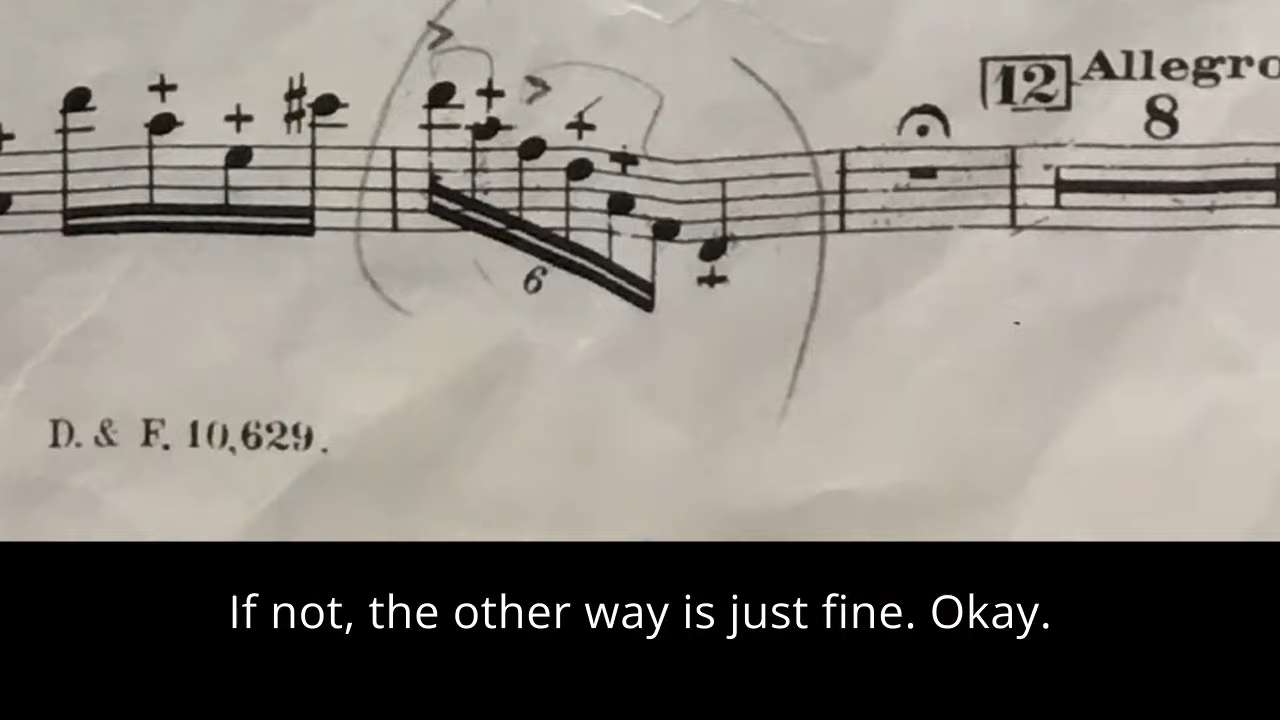 12 Allegro
8
6
D. & F. 10,629.
If not, the other way is just fine. Okay.